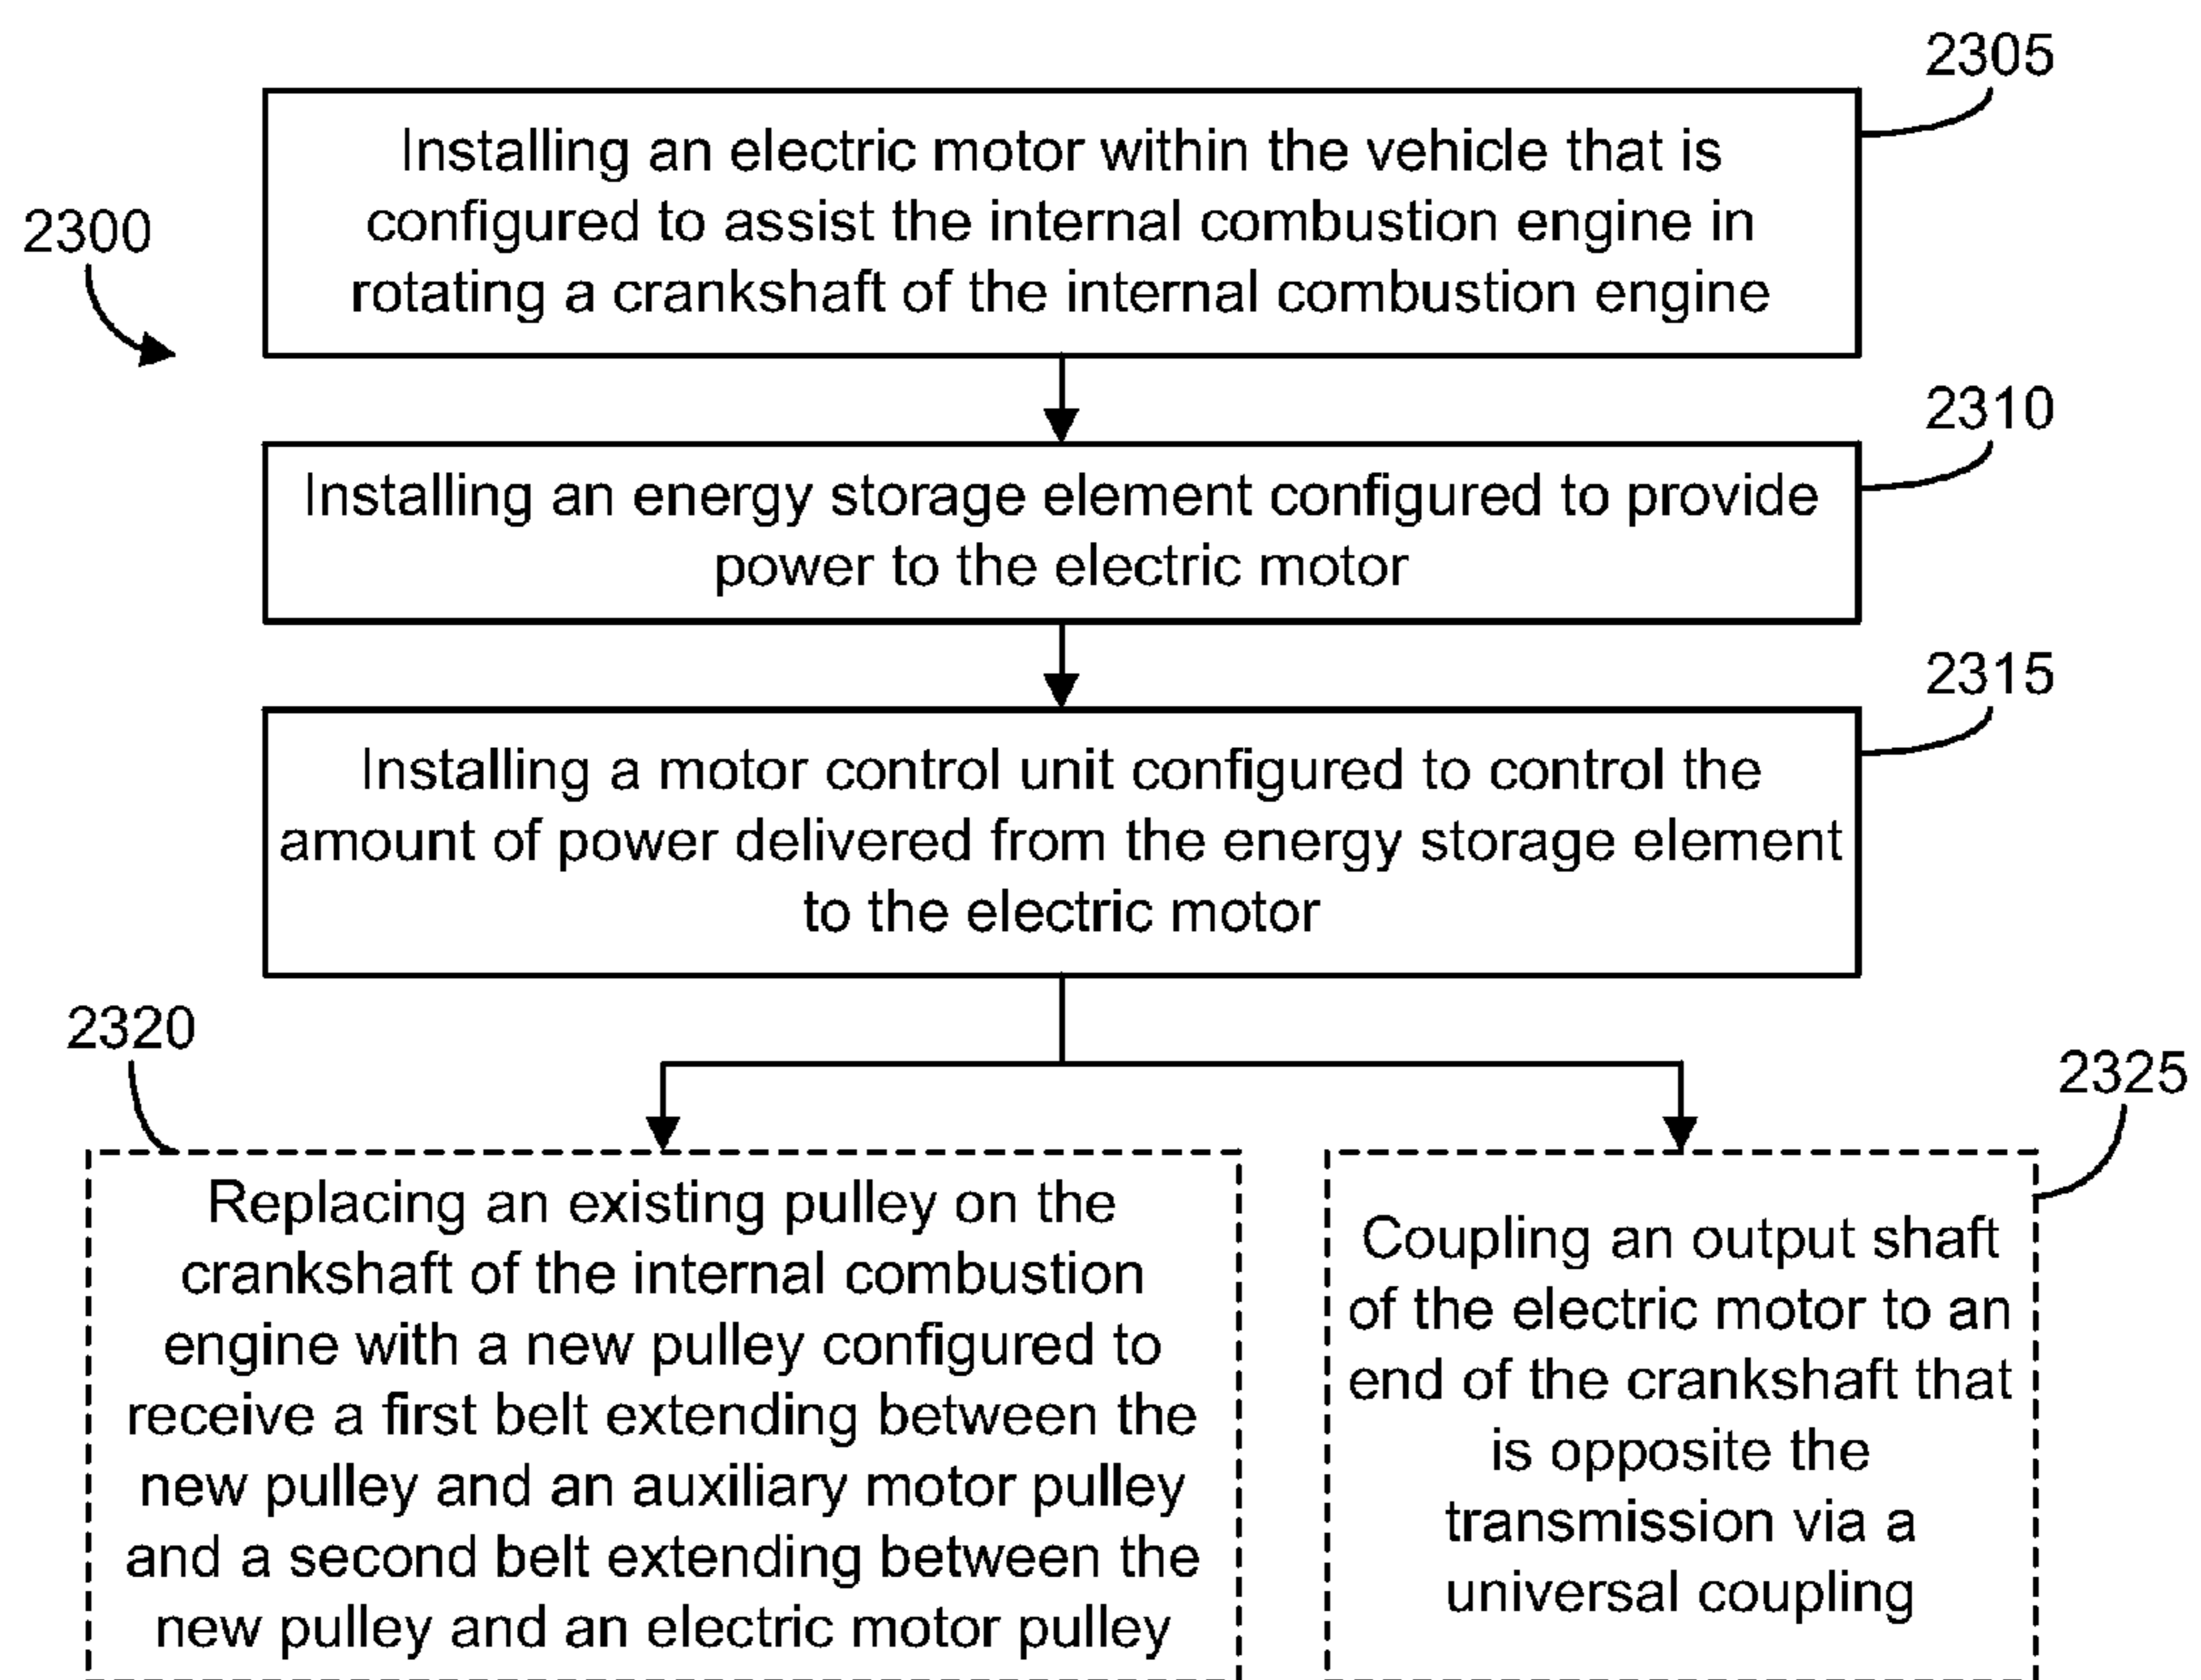 2305
Installing an electric motor within the vehicle that is
configured to assist the internal combustion engine in
rotating a crankshaft of the internal combustion engine
2300
2310
Installing an energy storage element configured to provide
power to the electric motor
2315
Installing a motor control unit configured to control the
amount of power delivered from the energy storage element
to the electric motor
2320
Replacing an existing pulley on the
crankshaft of the internal combustion
engine with a new pulley configured to
receive a first belt extending between the
new pulley and an auxiliary motor pulley
and a second belt extending between the
new pulley and an electric motor pulley
2325
Coupling an output shaft
of the electric motor to an
end of the crankshaft that
is opposite the
transmission via a
universal coupling